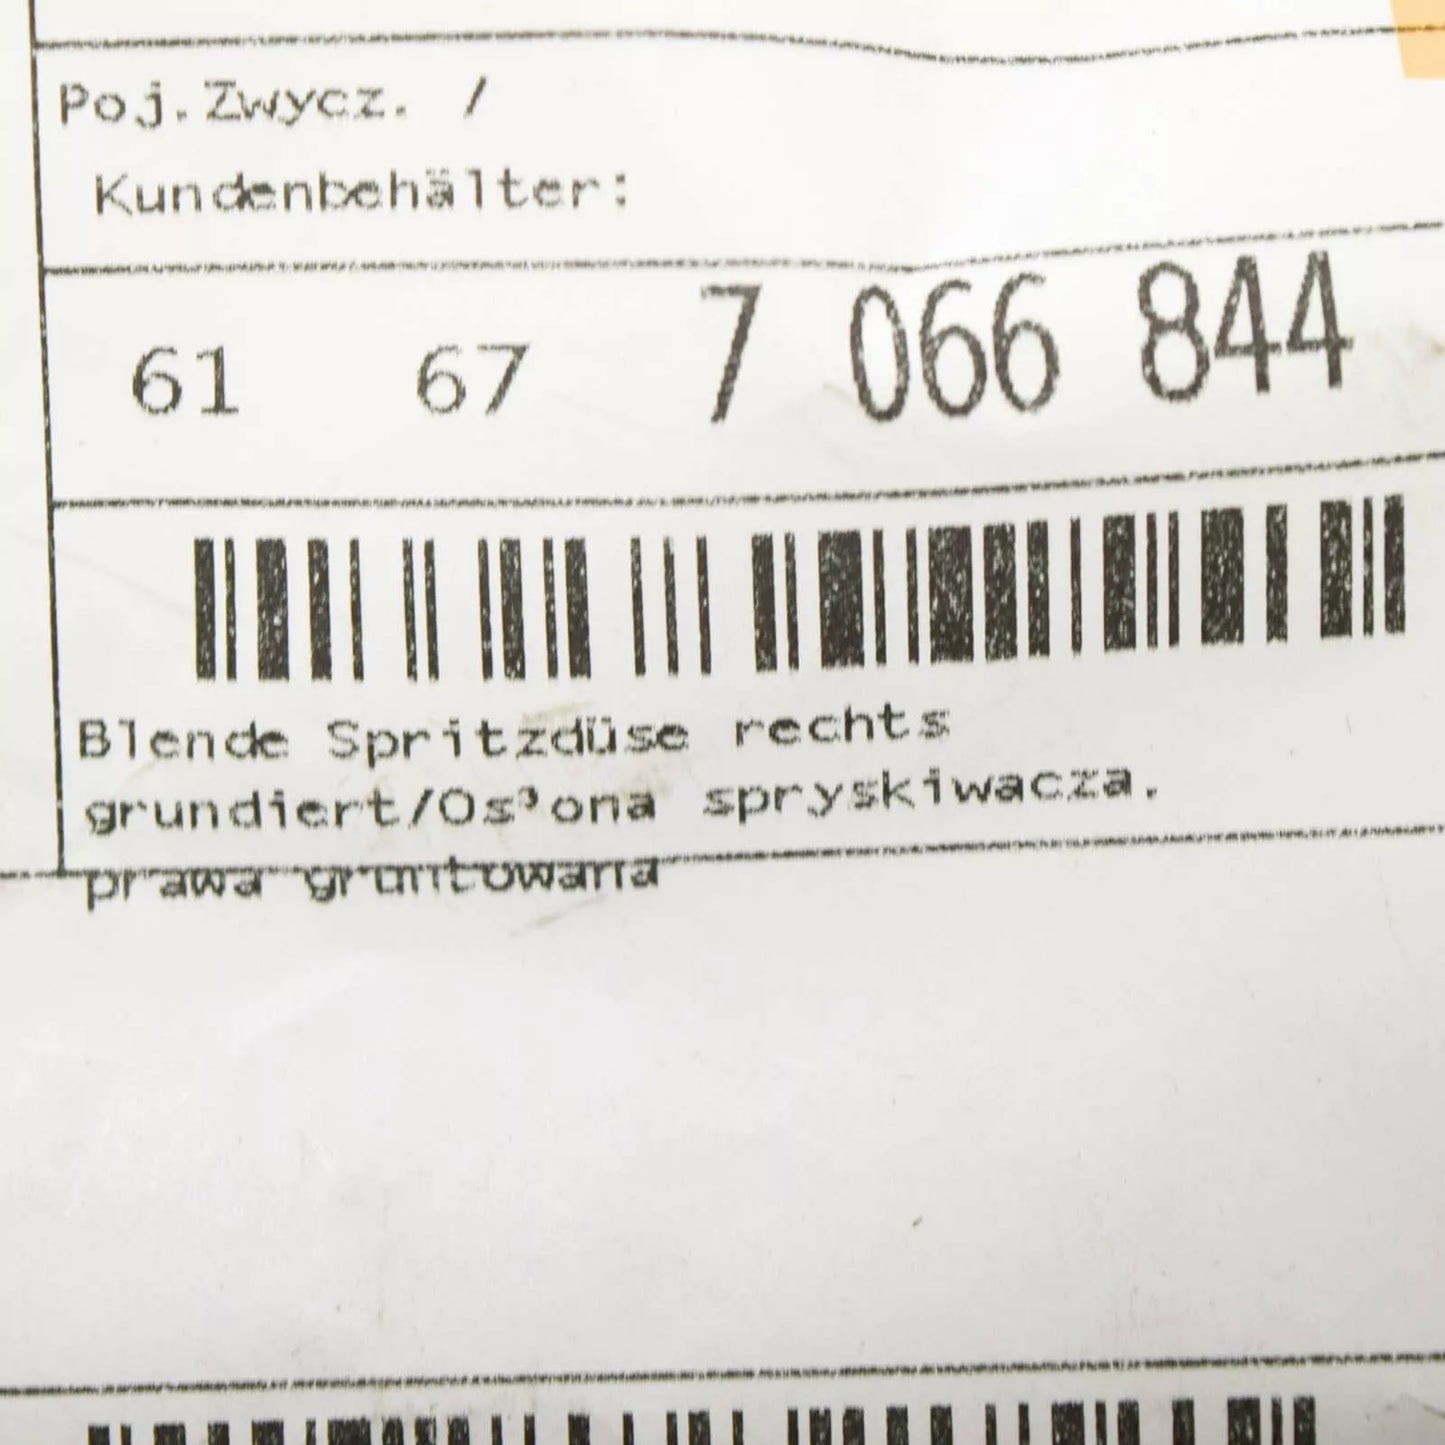 Poj.Zwycz. /
Kundenbehälter:
61 67 7 066 844
Blende Spritzdüse rechts
grundiert/Os³ona spryskiwacza.
prawa gruntowana